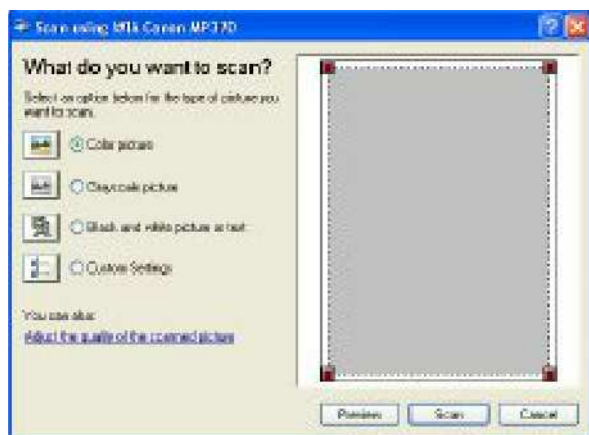 Scan using WIA Canon MP370
What do you want to scan?
Select an option below for the type of picture you
want to scan.
Color picture
Grayscale picture
Black and white picture or text
Custom Settings
You can also:
Adjust the quality of the scanned picture
Preview
Scan
Cancel